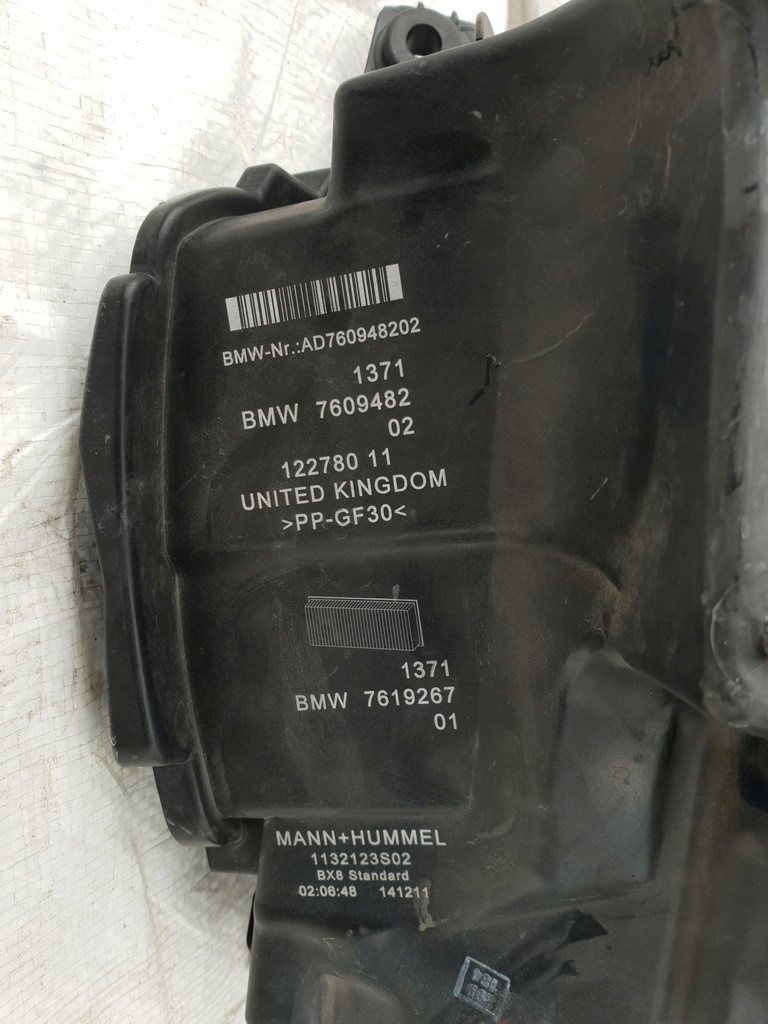 BMW-Nr.:AD760948202
1371
BMW 7609482
02
122780 11
UNITED KINGDOM
>PP-GF30<
1371
BMW 7619267
01
MANN+HUMMEL
1132123S02
BX8 Standard
02:06:48 141211